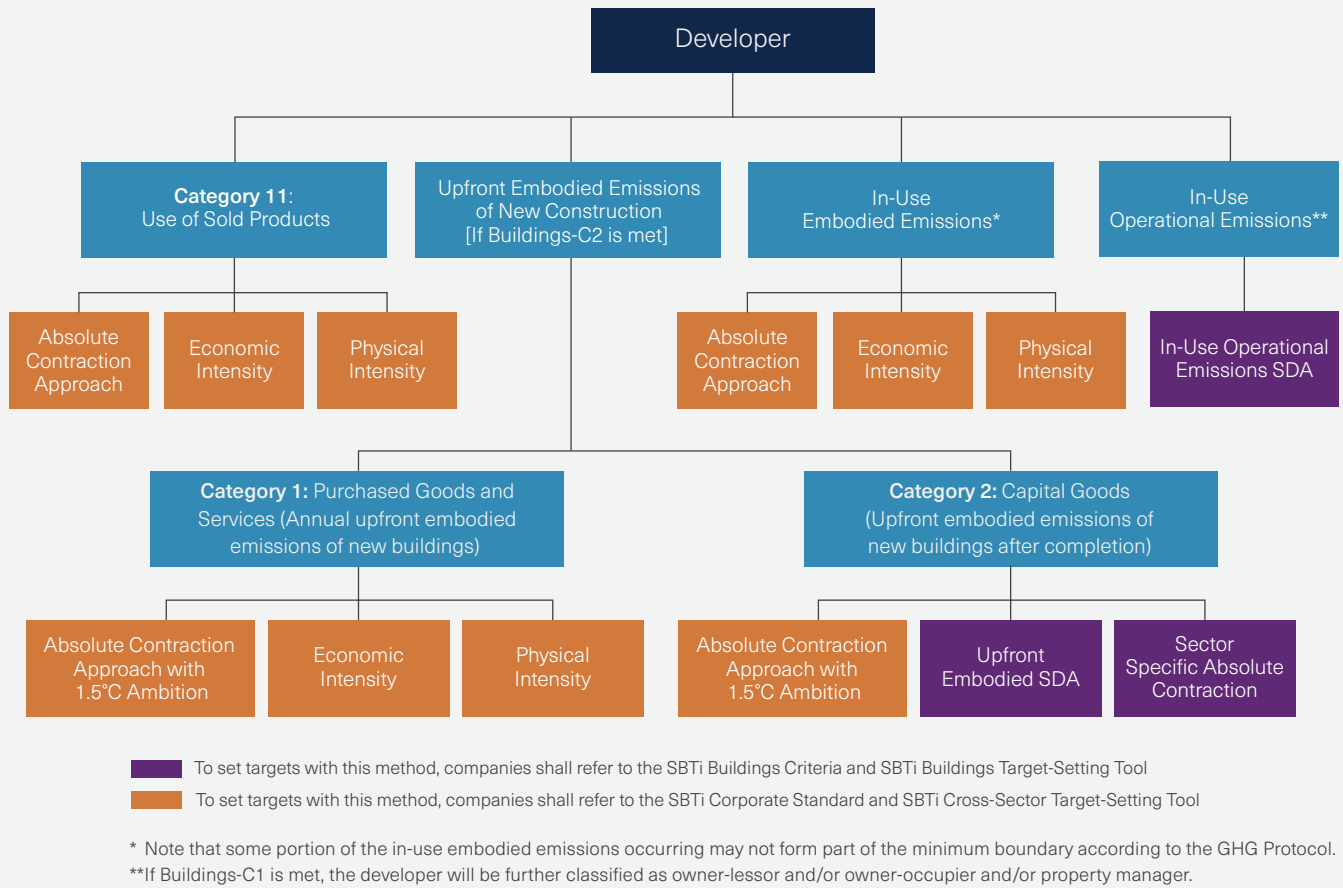 Developer
Category 11:
Use of Sold Products
Upfront Embodied Emissions
of New Construction
[If Buildings-C2 is met]
In-Use
Embodied Emissions*
In-Use
Operational Emissions**
Absolute
Contraction
Approach
Economic
Intensity
Physical
Intensity
Absolute
Contraction
Approach
Economic
Intensity
Physical
Intensity
In-Use Operational
Emissions SDA
Category 1: Purchased Goods and
Services (Annual upfront embodied
emissions of new buildings)
Category 2: Capital Goods
(Upfront embodied emissions of
new buildings after completion)
Absolute Contraction
Approach with
1.5°C Ambition
Economic
Intensity
Physical
Intensity
Absolute Contraction
Approach with
1.5°C Ambition
Upfront
Embodied SDA
Sector
Specific Absolute
Contraction
To set targets with this method, companies shall refer to the SBTi Buildings Criteria and SBTi Buildings Target-Setting Tool
To set targets with this method, companies shall refer to the SBTi Corporate Standard and SBTi Cross-Sector Target-Setting Tool
* Note that some portion of the in-use embodied emissions occurring may not form part of the minimum boundary according to the GHG Protocol.
**If Buildings-C1 is met, the developer will be further classified as owner-lessor and/or owner-occupier and/or property manager.